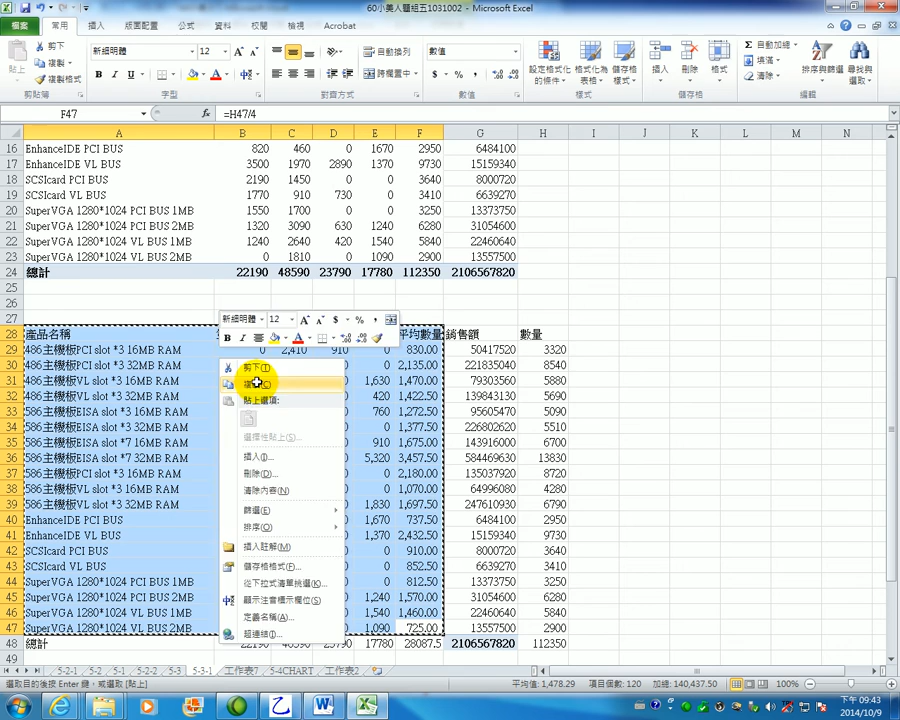 60小美人醫組五1031002 - Microsoft Excel
檔案 常用 插入 版面配置 公式 資料 校閱 檢視 Acrobat
剪下 新細明體 12 自動換列 數值 自動加總
貼上 複製 填滿
複製格式 跨欄置中 設定格式化的條件 格式化為表格 儲存格樣式 插入 刪除 格式 清除 排序與篩選 尋找與選取
剪貼簿 字型 對齊方式 數值 樣式 儲存格 編輯
F47 fx =H47/4
A B C D E F G H I J K L M N
16 EnhanceIDE PCI BUS 820 460 0 1670 2950 6484100
17 EnhanceIDE VL BUS 3500 1970 2890 1370 9730 15159340
18 SCSIcard PCI BUS 2190 1450 0 0 3640 8000720
19 SCSIcard VL BUS 1770 910 730 0 3410 6639270
20 SuperVGA 1280*1024 PCI BUS 1MB 1550 1700 0 0 3250 13373750
21 SuperVGA 1280*1024 PCI BUS 2MB 1320 3090 630 1240 6280 31054600
22 SuperVGA 1280*1024 VL BUS 1MB 1240 2640 420 1540 5840 22460640
23 SuperVGA 1280*1024 VL BUS 2MB 0 1810 0 1090 2900 13557500
24 總計 22190 48590 23790 17780 112350 2106567820
25
26
27
新細明體 12 $ % ,
B I
28 產品名稱 平均數量 銷售額 數量
29 486主機板PCI slot *3 16MB RAM 0 2,410 910 0 830.00 50417520 3320
30 486主機板PCI slot *3 32MB RAM 2,135.00 221835040 8540
31 486主機板VL slot *3 16MB RAM 1,630 1,470.00 79303560 5880
32 486主機板VL slot *3 32MB RAM 420 1,422.50 139843130 5690
33 586主機板EISA slot *3 16MB RAM 760 1,272.50 95605470 5090
34 586主機板EISA slot *3 32MB RAM 0 1,377.50 226802620 5510
35 586主機板EISA slot *7 16MB RAM 910 1,675.00 143916000 6700
36 586主機板EISA slot *7 32MB RAM 5,320 3,457.50 584469630 13830
37 586主機板PCI slot *3 16MB RAM 0 2,180.00 135037920 8720
38 586主機板VL slot *3 16MB RAM 0 1,070.00 64996080 4280
39 586主機板VL slot *3 32MB RAM 1,830 1,697.50 247610930 6790
40 EnhanceIDE PCI BUS 1,670 737.50 6484100 2950
41 EnhanceIDE VL BUS 1,370 2,432.50 15159340 9730
42 SCSIcard PCI BUS 0 910.00 8000720 3640
43 SCSIcard VL BUS 0 852.50 6639270 3410
44 SuperVGA 1280*1024 PCI BUS 1MB 0 812.50 13373750 3250
45 SuperVGA 1280*1024 PCI BUS 2MB 1,240 1,570.00 31054600 6280
46 SuperVGA 1280*1024 VL BUS 1MB 1,540 1,460.00 22460640 5840
47 SuperVGA 1280*1024 VL BUS 2MB 1,090 725.00 13557500 2900
48 總計 17780 28087.5 2106567820 112350
49
剪下(T)
貼上選項:
選擇性貼上(S)...
插入(I)...
刪除(D)...
清除內容(N)
篩選(E)
排序(O)
插入註解(M)
儲存格格式(F)...
從下拉式清單挑選(K)...
顯示注音標示欄位(S)
定義名稱(A)...
超連結(I)...
5-2-1 5-1 5-2-2 5-3 5-3-1 工作表7 5-4CHART 工作表2
選取目的後按 Enter 鍵，或選取 [貼上] 平均值: 1,478.29 項目個數: 120 加總: 140,437.50 100%
下午 09:43
2014/10/9